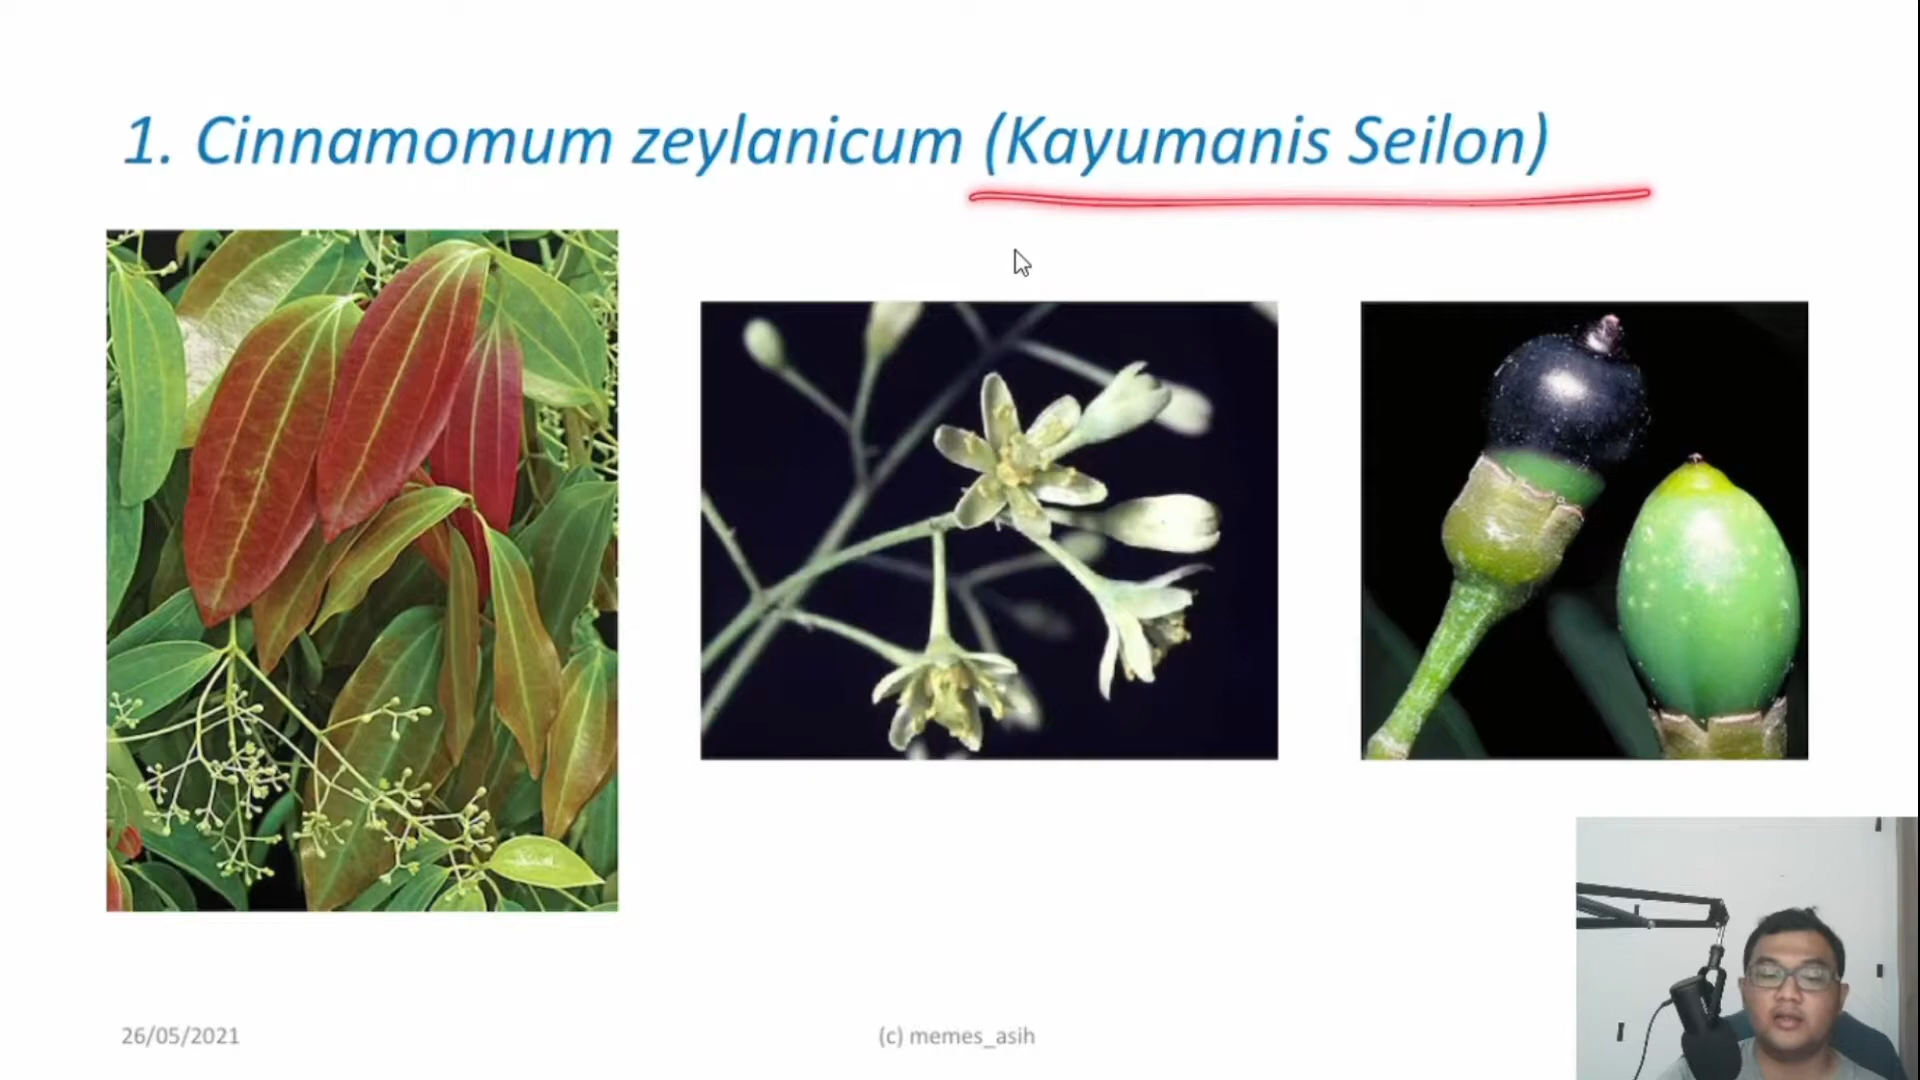 1. Cinnamomum zeylanicum (Kayumanis Seilon)
26/05/2021
(c) memes_asih